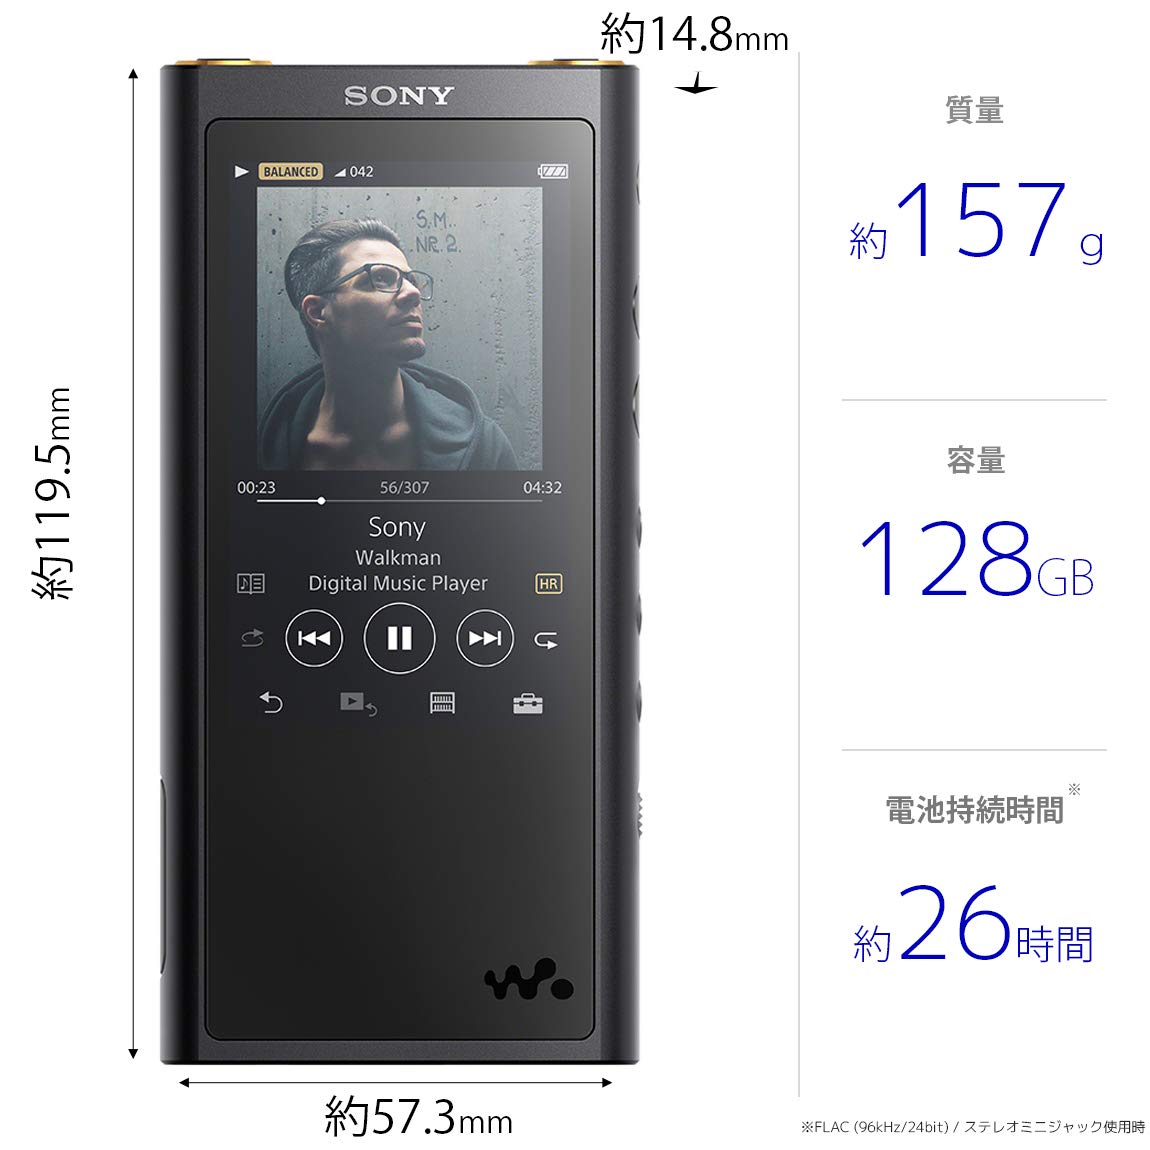 約14.8mm
SONY
BALANCED 042
S.M.
NR.2.
00:23 56/307 04:32
Sony
Walkman
Digital Music Player
HR
約119.5mm
約57.3mm
質量
約157g
容量
128GB
電池持続時間※
約26時間
※FLAC (96kHz/24bit) / ステレオミニジャック使用時